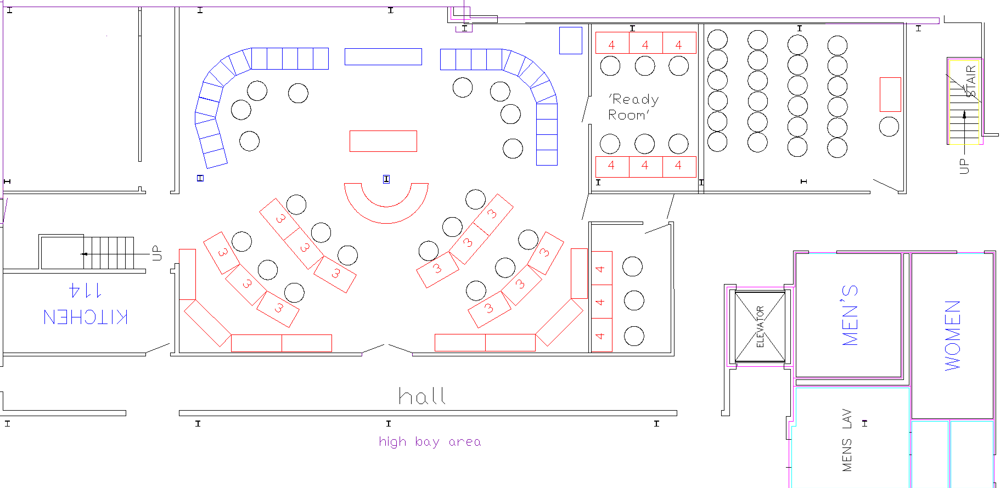 4 4 4
'Ready
Room'
4 4 4
STAIR
UP
3 3
3 3
3 3
3 3
3 3
3 3
UP
114
KITCHEN
4
4
4
ELEVATOR
MEN'S
WOMEN
hall
MENS LAV
high bay area